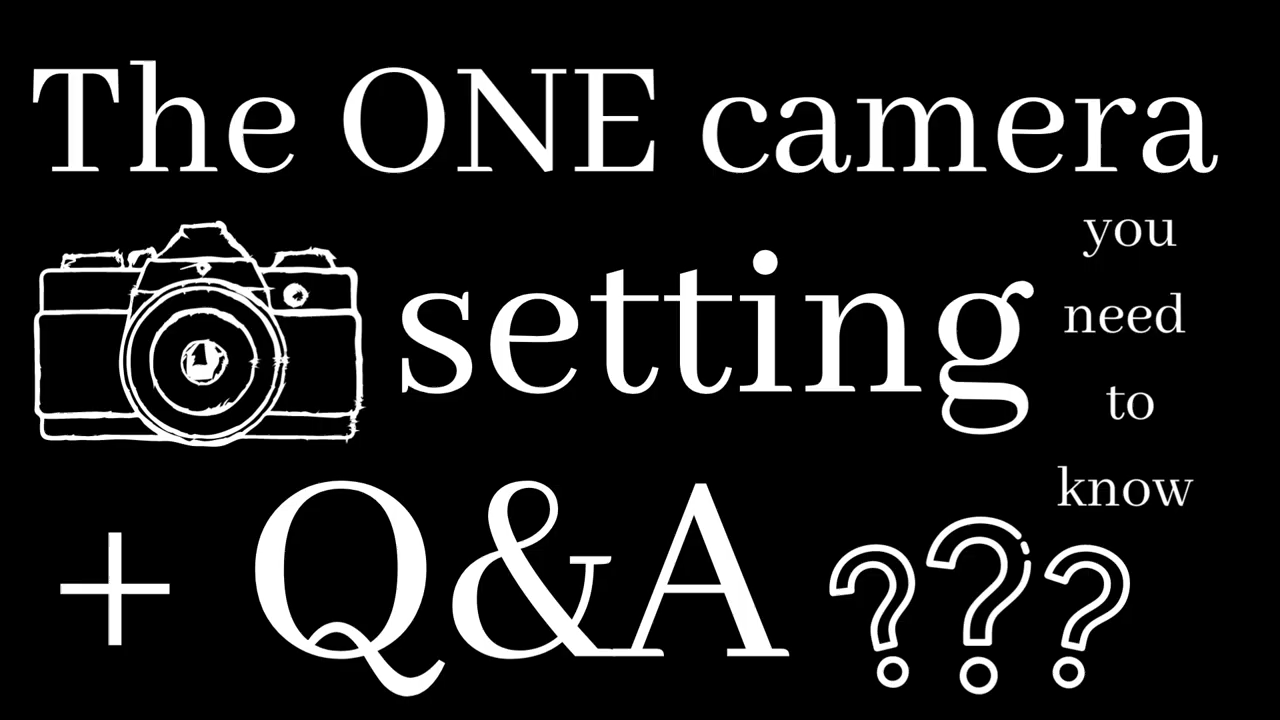 The ONE camera
setting
you
need
to
know
+ Q&A ???